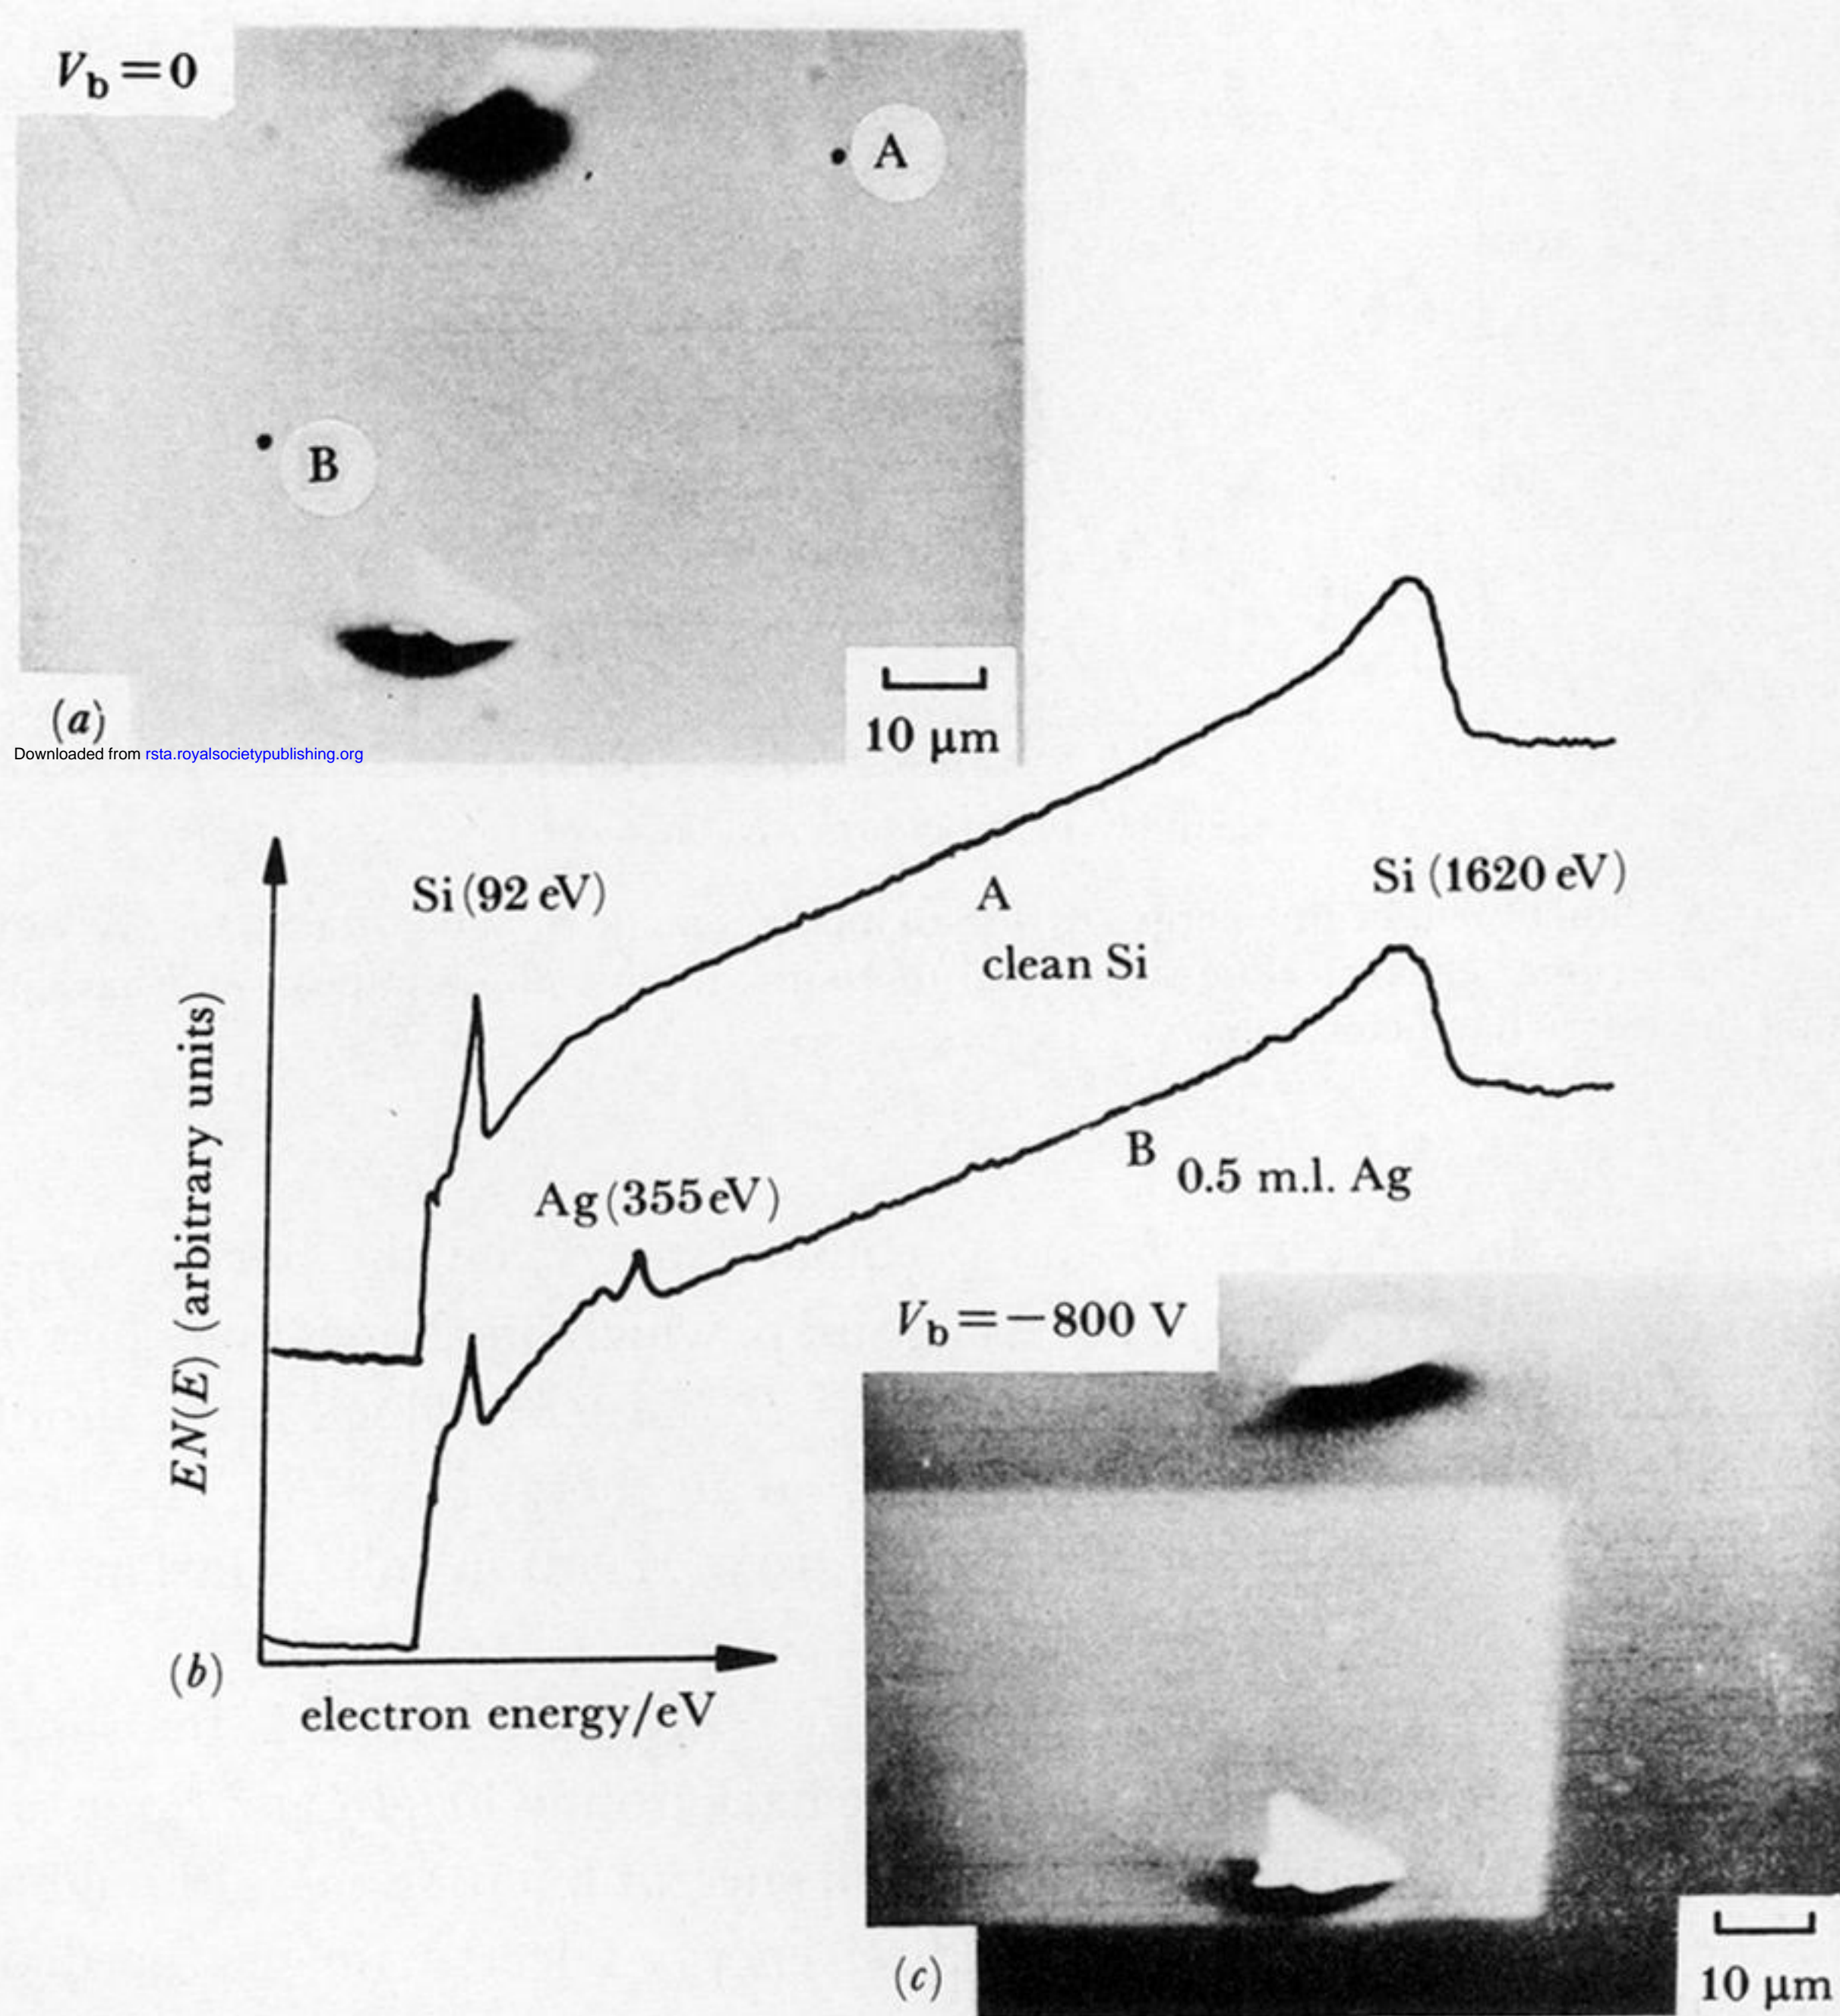 V_b = 0
A
B
(a)
10 μm
Downloaded from rsta.royalsocietypublishing.org
Si (92 eV)
Si (1620 eV)
A
clean Si
EN(E) (arbitrary units)
Ag (355 eV)
B 0.5 m.l. Ag
V_b = −800 V
(b)
electron energy/eV
(c)
10 μm